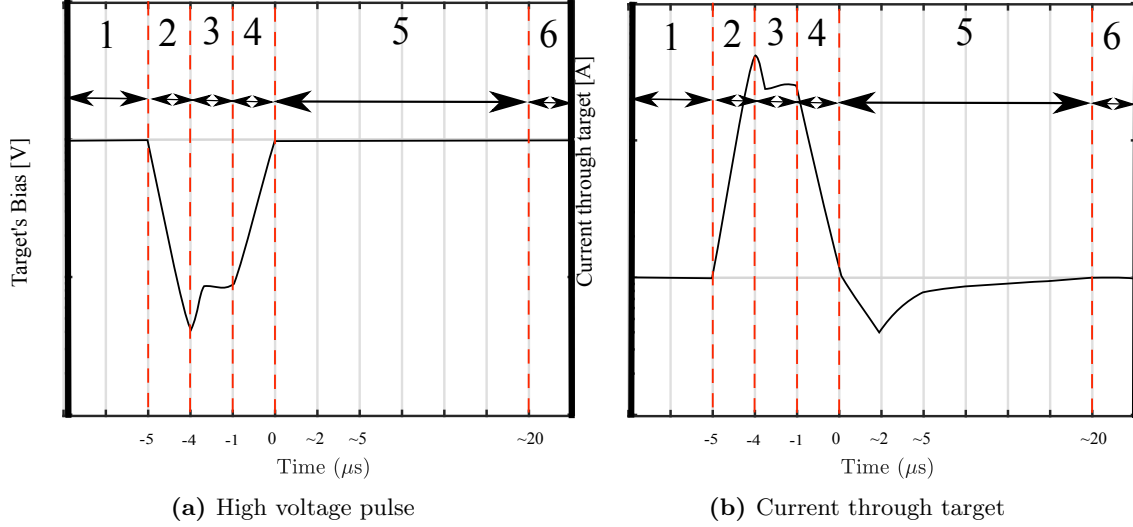 1 2 3 4 5 6
Target's Bias [V]
-5 -4 -1 0 ~2 ~5 ~20
Time (μs)
(a) High voltage pulse
1 2 3 4 5 6
Current through target [A]
-5 -4 -1 0 ~2 ~5 ~20
Time (μs)
(b) Current through target